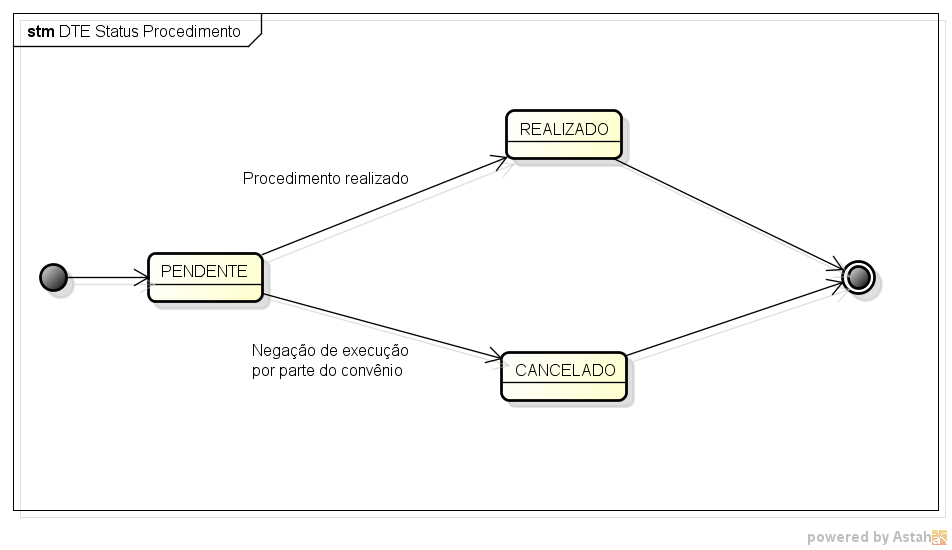 stm DTE Status Procedimento
REALIZADO
Procedimento realizado
PENDENTE
Negação de execução
por parte do convênio
CANCELADO
powered by Astah